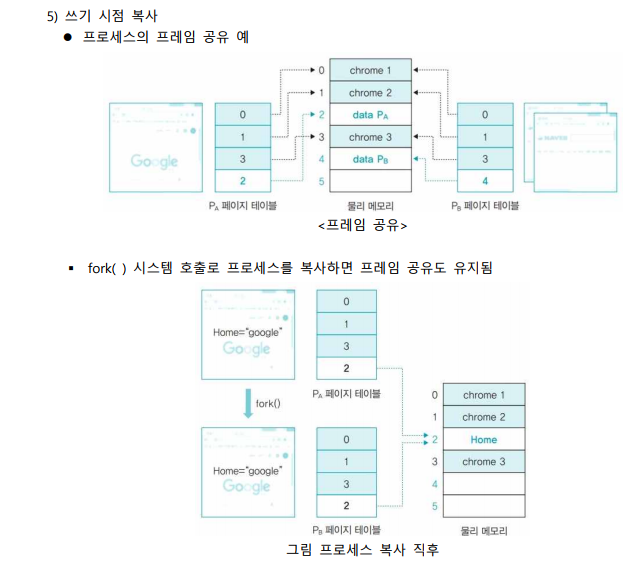 5) 쓰기 시점 복사
● 프로세스의 프레임 공유 예
Google
0
1
3
2
P_A 페이지 테이블
0 chrome 1
1 chrome 2
2 data P_A
3 chrome 3
4 data P_B
5
물리 메모리
0
1
3
4
P_B 페이지 테이블
<프레임 공유>
▪ fork( ) 시스템 호출로 프로세스를 복사하면 프레임 공유도 유지됨
Home="google"
Google
0
1
3
2
P_A 페이지 테이블
fork()
Home="google"
Google
0
1
3
2
P_B 페이지 테이블
0 chrome 1
1 chrome 2
2 Home
3 chrome 3
4
5
물리 메모리
그림 프로세스 복사 직후